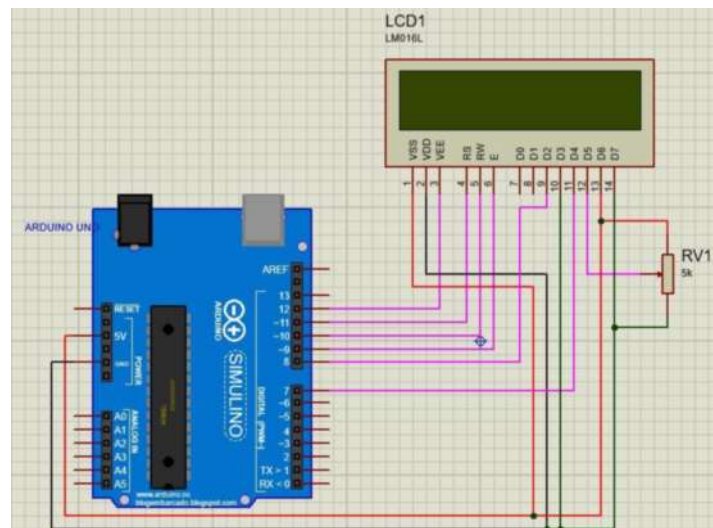 LCD1
LM016L
VSS
VDD
VEE
RS
RW
E
D0
D1
D2
D3
D4
D5
D6
D7
1
2
3
4
5
6
7
8
9
10
11
12
13
14
RV1
5k
ARDUINO UNO
AREF
13
12
~11
~10
~9
8
7
~6
~5
4
~3
2
TX > 1
RX < 0
RESET
5V
GND
POWER
A0
A1
A2
A3
A4
A5
ANALOG IN
ARDUINO
SIMULINO
DIGITAL (PWM~)
www.arduino.cc
blogembarcado.blogspot.com